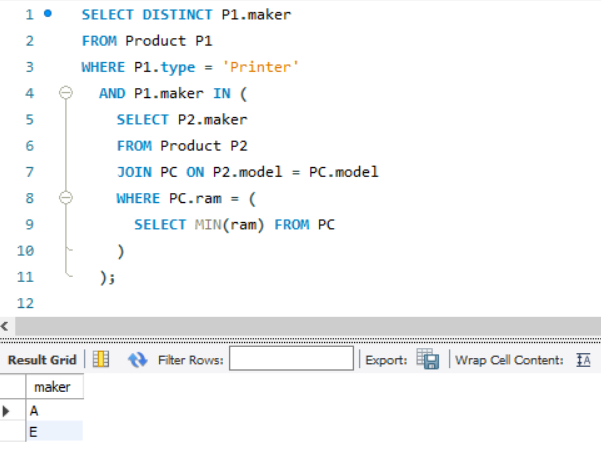 1 SELECT DISTINCT P1.maker
2 FROM Product P1
3 WHERE P1.type = 'Printer'
4 AND P1.maker IN (
5 SELECT P2.maker
6 FROM Product P2
7 JOIN PC ON P2.model = PC.model
8 WHERE PC.ram = (
9 SELECT MIN(ram) FROM PC
10 )
11 );
12
Result Grid Filter Rows: Export: Wrap Cell Content: IA
maker
A
E